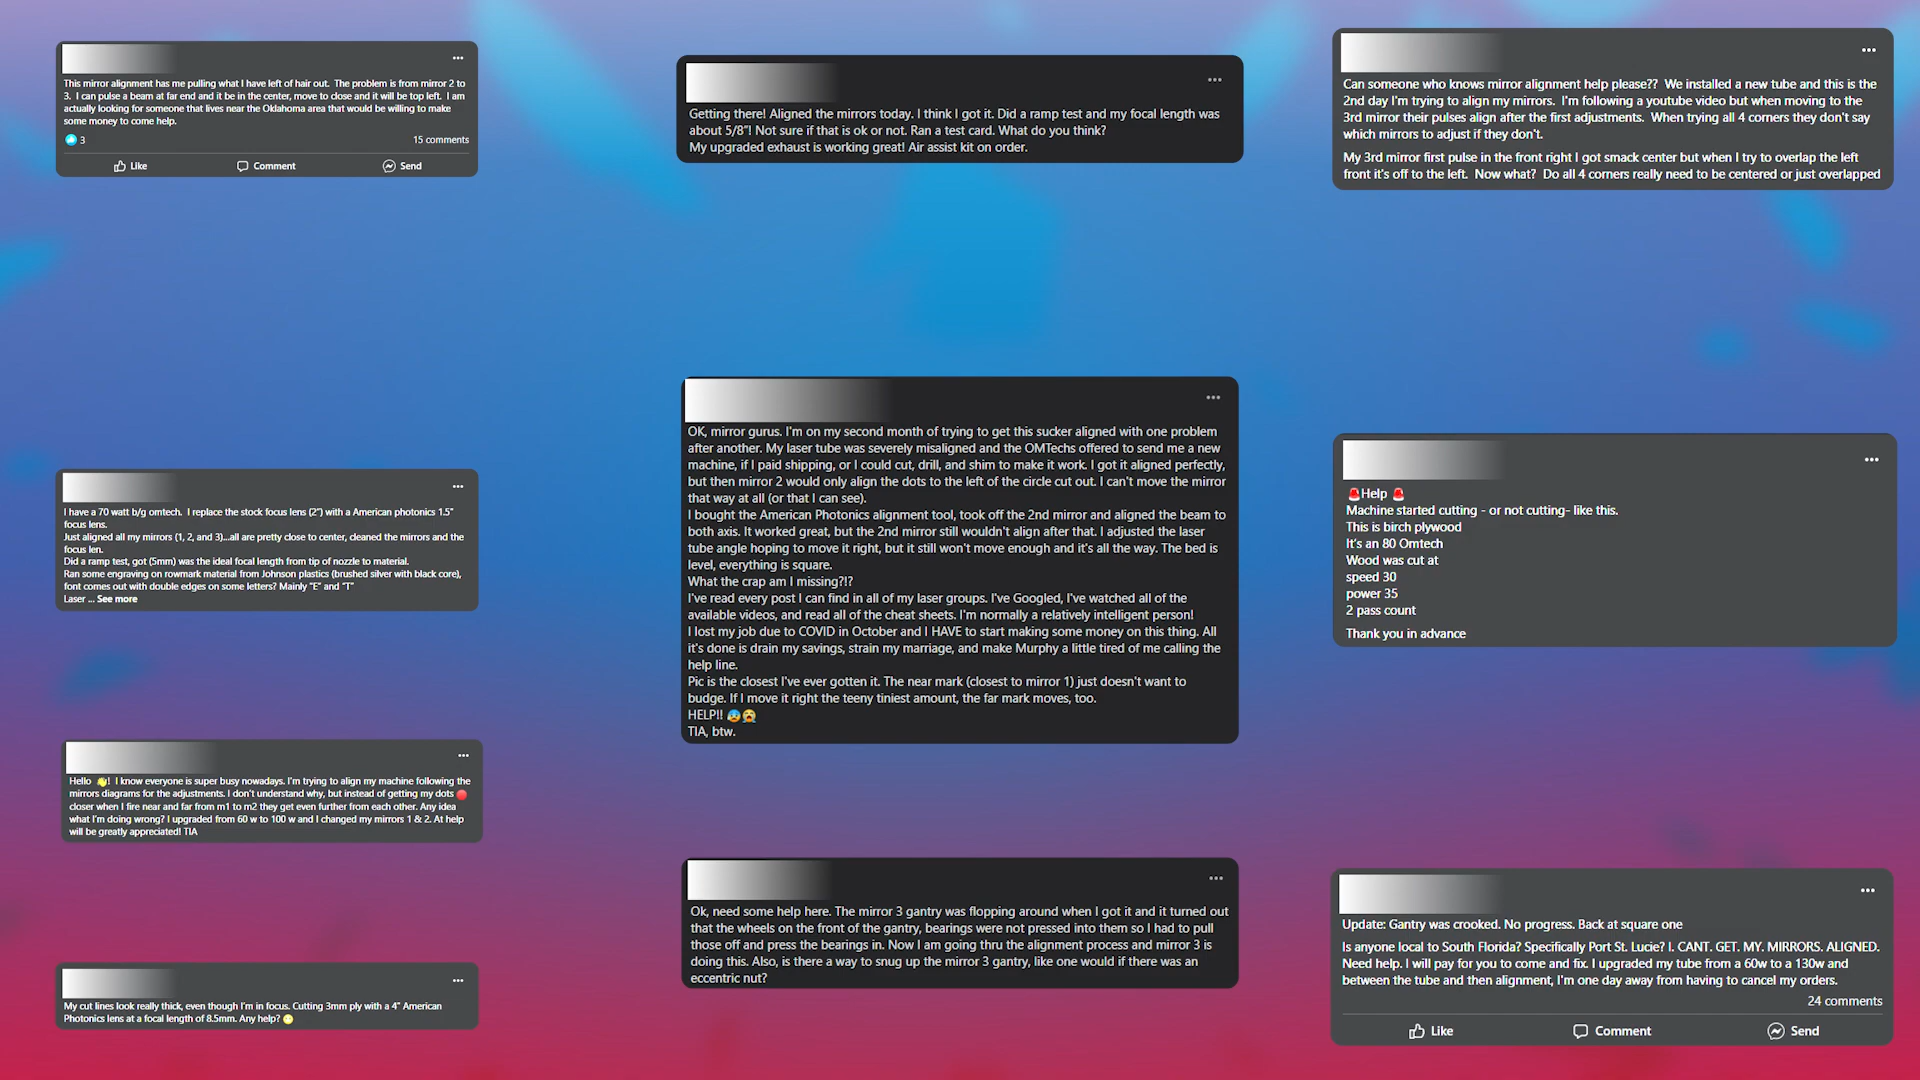 This mirror alignment has me pulling what I have left of hair out. The problem is from mirror 2 to
3. I can pulse a beam at far end and it be in the center, move to close and it will be top left. I am
actually looking for someone that lives near the Oklahoma area that would be willing to make
some money to come help.
3
15 comments
Like
Comment
Send
I have a 70 watt b/g omtech. I replace the stock focus lens (2") with a American photonics 1.5"
focus lens.
Just aligned all my mirrors (1, 2, and 3)...all are pretty close to center, cleaned the mirrors and the
focus len.
Did a ramp test, got (5mm) was the ideal focal length from tip of nozzle to material.
Ran some engraving on rowmark material from Johnson plastics (brushed silver with black core),
font comes out with double edges on some letters? Mainly "E" and "T"
Laser ... See more
Hello 👋! I know everyone is super busy nowadays. I'm trying to align my machine following the
mirrors diagrams for the adjustments. I don't understand why, but instead of getting my dots 🔴
closer when I fire near and far from m1 to m2 they get even further from each other. Any idea
what I'm doing wrong? I upgraded from 60 w to 100 w and I changed my mirrors 1 & 2. At help
will be greatly appreciated! TIA
My cut lines look really thick, even though I'm in focus. Cutting 3mm ply with a 4" American
Photonics lens at a focal length of 8.5mm. Any help?
Getting there! Aligned the mirrors today. I think I got it. Did a ramp test and my focal length was
about 5/8"! Not sure if that is ok or not. Ran a test card. What do you think?
My upgraded exhaust is working great! Air assist kit on order.
OK, mirror gurus. I'm on my second month of trying to get this sucker aligned with one problem
after another. My laser tube was severely misaligned and the OMTechs offered to send me a new
machine, if I paid shipping, or I could cut, drill, and shim to make it work. I got it aligned perfectly,
but then mirror 2 would only align the dots to the left of the circle cut out. I can't move the mirror
that way at all (or that I can see).
I bought the American Photonics alignment tool, took off the 2nd mirror and aligned the beam to
both axis. It worked great, but the 2nd mirror still wouldn't align after that. I adjusted the laser
tube angle hoping to move it right, but it still won't move enough and it's all the way. The bed is
level, everything is square.
What the crap am I missing?!?
I've read every post I can find in all of my laser groups. I've Googled, I've watched all of the
available videos, and read all of the cheat sheets. I'm normally a relatively intelligent person!
I lost my job due to COVID in October and I HAVE to start making some money on this thing. All
it's done is drain my savings, strain my marriage, and make Murphy a little tired of me calling the
help line.
Pic is the closest I've ever gotten it. The near mark (closest to mirror 1) just doesn't want to
budge. If I move it right the teeny tiniest amount, the far mark moves, too.
HELP!! 😰😭
TIA, btw.
Ok, need some help here. The mirror 3 gantry was flopping around when I got it and it turned out
that the wheels on the front of the gantry, bearings were not pressed into them so I had to pull
those off and press the bearings in. Now I am going thru the alignment process and mirror 3 is
doing this. Also, is there a way to snug up the mirror 3 gantry, like one would if there was an
eccentric nut?
Can someone who knows mirror alignment help please?? We installed a new tube and this is the
2nd day I'm trying to align my mirrors. I'm following a youtube video but when moving to the
3rd mirror their pulses align after the first adjustments. When trying all 4 corners they don't say
which mirrors to adjust if they don't.
My 3rd mirror first pulse in the front right I got smack center but when I try to overlap the left
front it's off to the left. Now what? Do all 4 corners really need to be centered or just overlapped
🚨Help 🚨
Machine started cutting - or not cutting- like this.
This is birch plywood
It's an 80 Omtech
Wood was cut at
speed 30
power 35
2 pass count
Thank you in advance
Update: Gantry was crooked. No progress. Back at square one
Is anyone local to South Florida? Specifically Port St. Lucie? I. CANT. GET. MY. MIRRORS. ALIGNED.
Need help. I will pay for you to come and fix. I upgraded my tube from a 60w to a 130w and
between the tube and then alignment, I'm one day away from having to cancel my orders.
24 comments
Like
Comment
Send